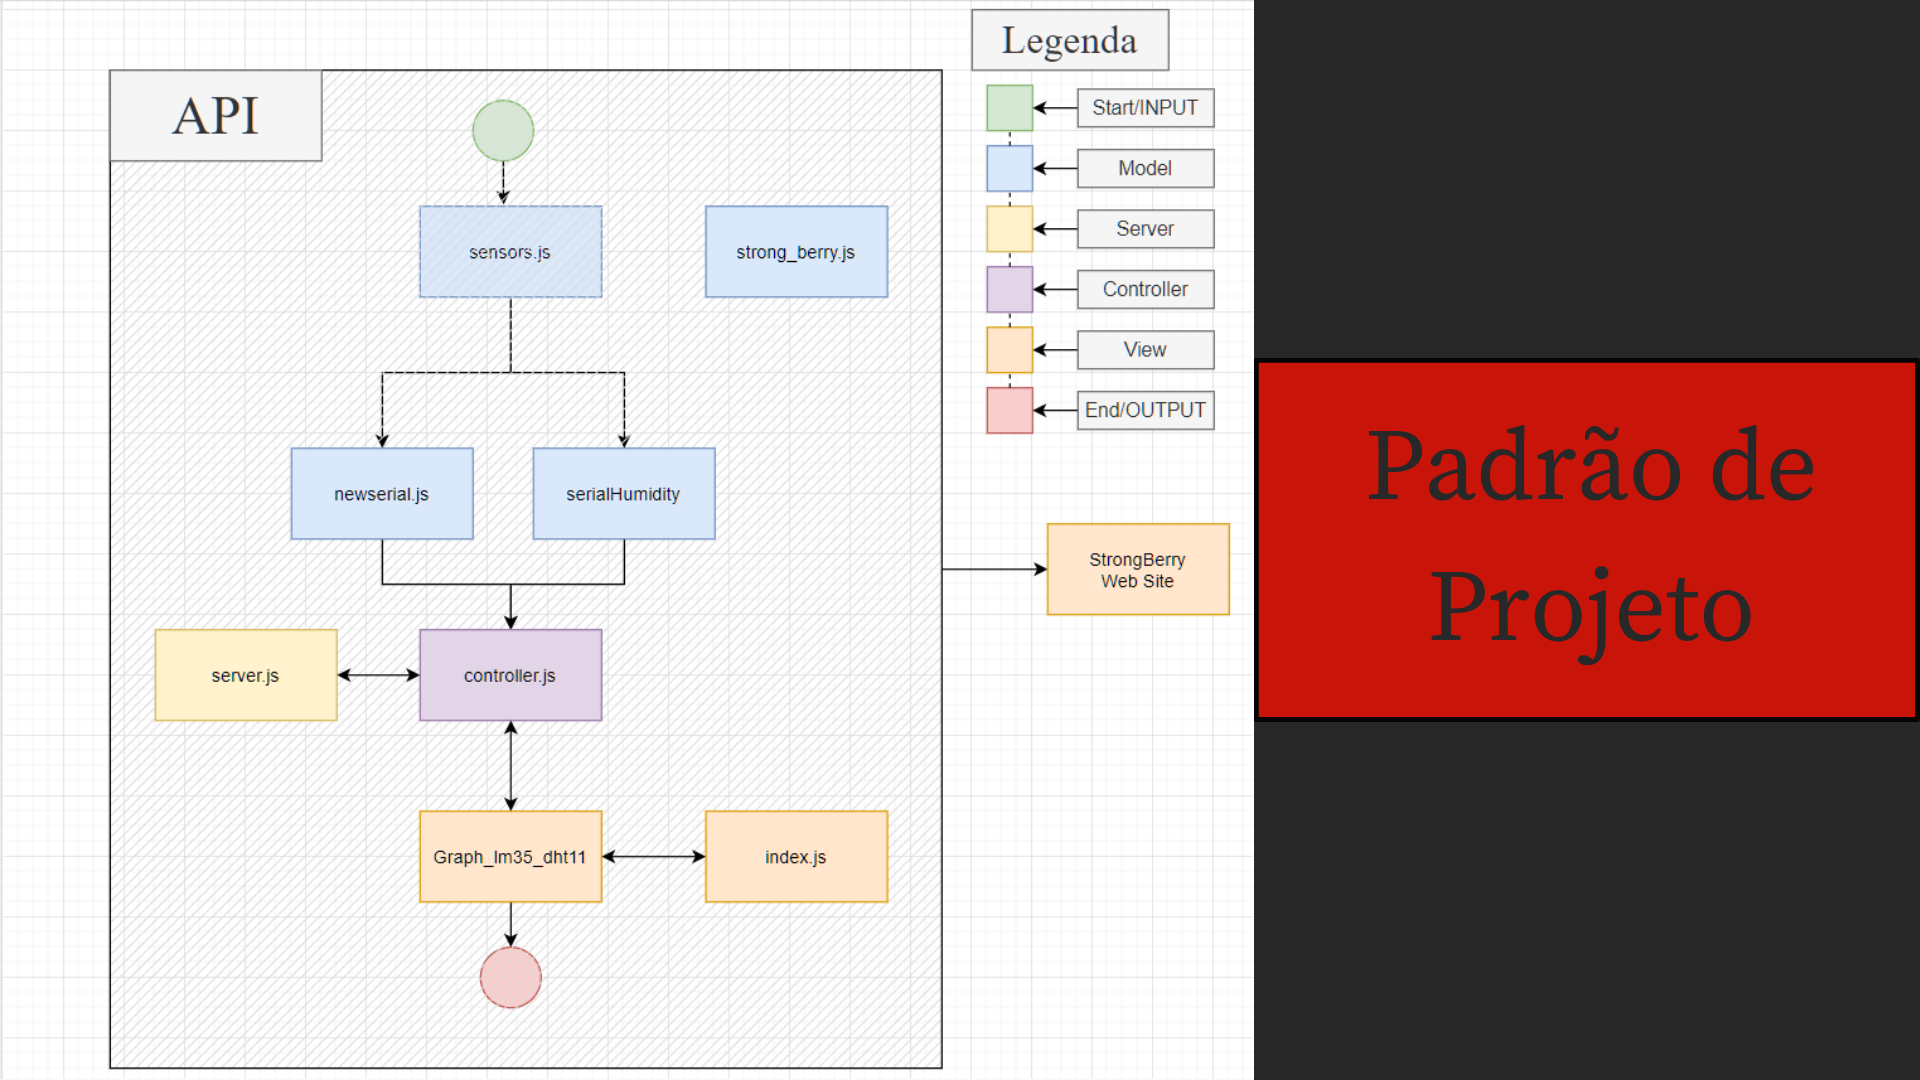 API
sensors.js
strong_berry.js
newserial.js
serialHumidity
server.js
controller.js
Graph_lm35_dht11
index.js
Legenda
Start/INPUT
Model
Server
Controller
View
End/OUTPUT
StrongBerry
Web Site
Padrão de
Projeto